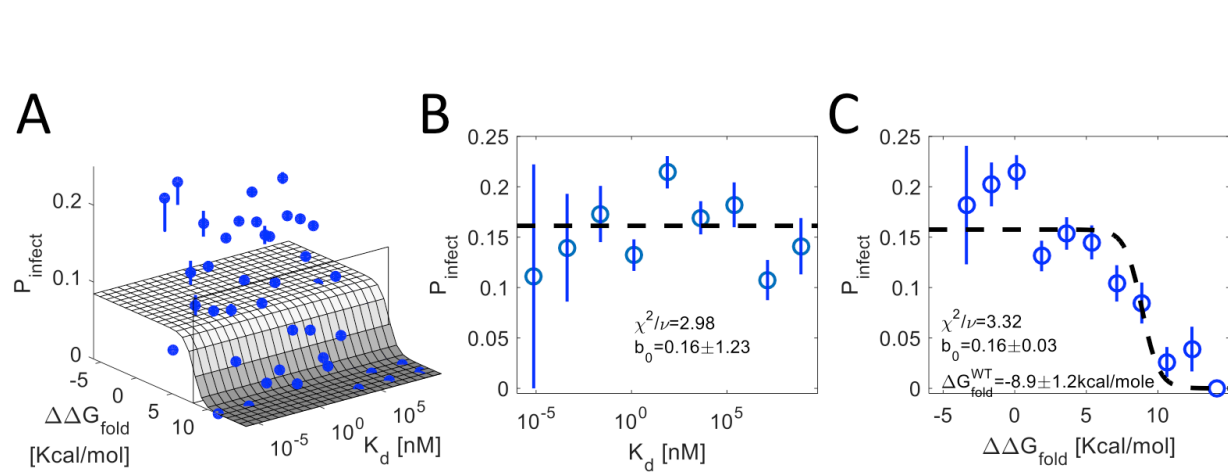 A
B
C
0.2
0.1
0
P_infect
-5
0
5
10
ΔΔG_fold
[Kcal/mol]
10^-5
10^0
10^5
K_d [nM]
0.25
0.2
0.15
0.1
0.05
0
P_infect
χ²/ν=2.98
b_0=0.16±1.23
10^-5
10^0
10^5
K_d [nM]
0.25
0.2
0.15
0.1
0.05
0
P_infect
χ²/ν=3.32
b_0=0.16±0.03
ΔG_fold^WT=-8.9±1.2kcal/mole
-5
0
5
10
ΔΔG_fold [Kcal/mol]